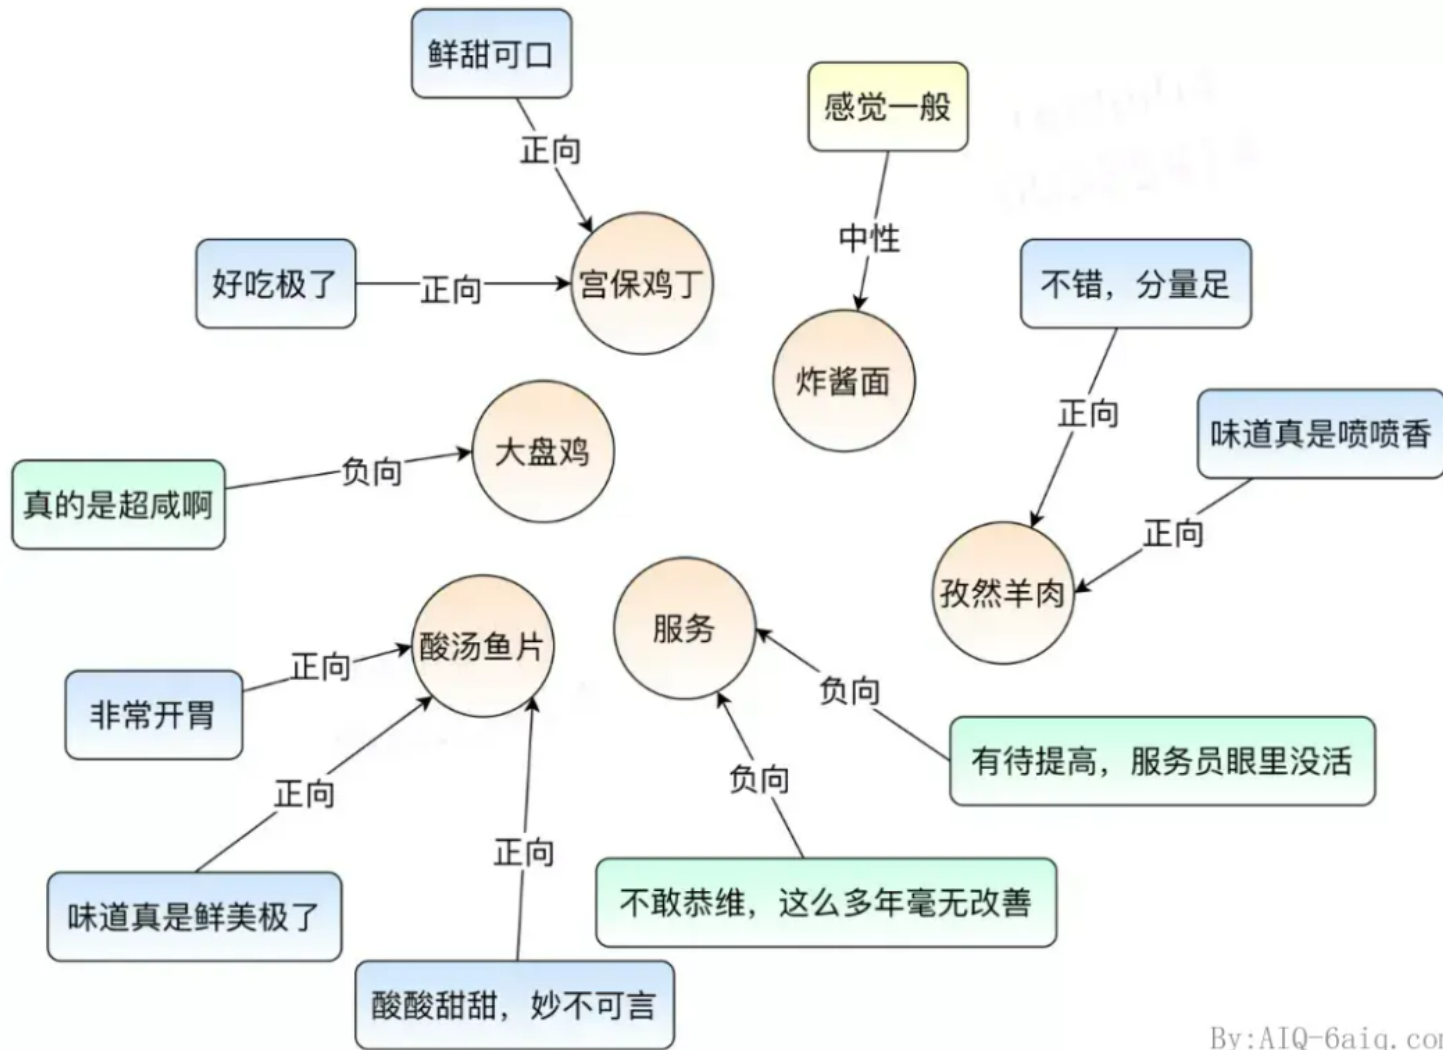 鲜甜可口
感觉一般
正向
中性
好吃极了
正向
宫保鸡丁
不错，分量足
炸酱面
正向
味道真是喷喷香
大盘鸡
负向
真的是超咸啊
正向
孜然羊肉
服务
酸汤鱼片
正向
非常开胃
负向
有待提高，服务员眼里没活
负向
正向
正向
不敢恭维，这么多年毫无改善
味道真是鲜美极了
酸酸甜甜，妙不可言
By:AIQ-6aiq.com